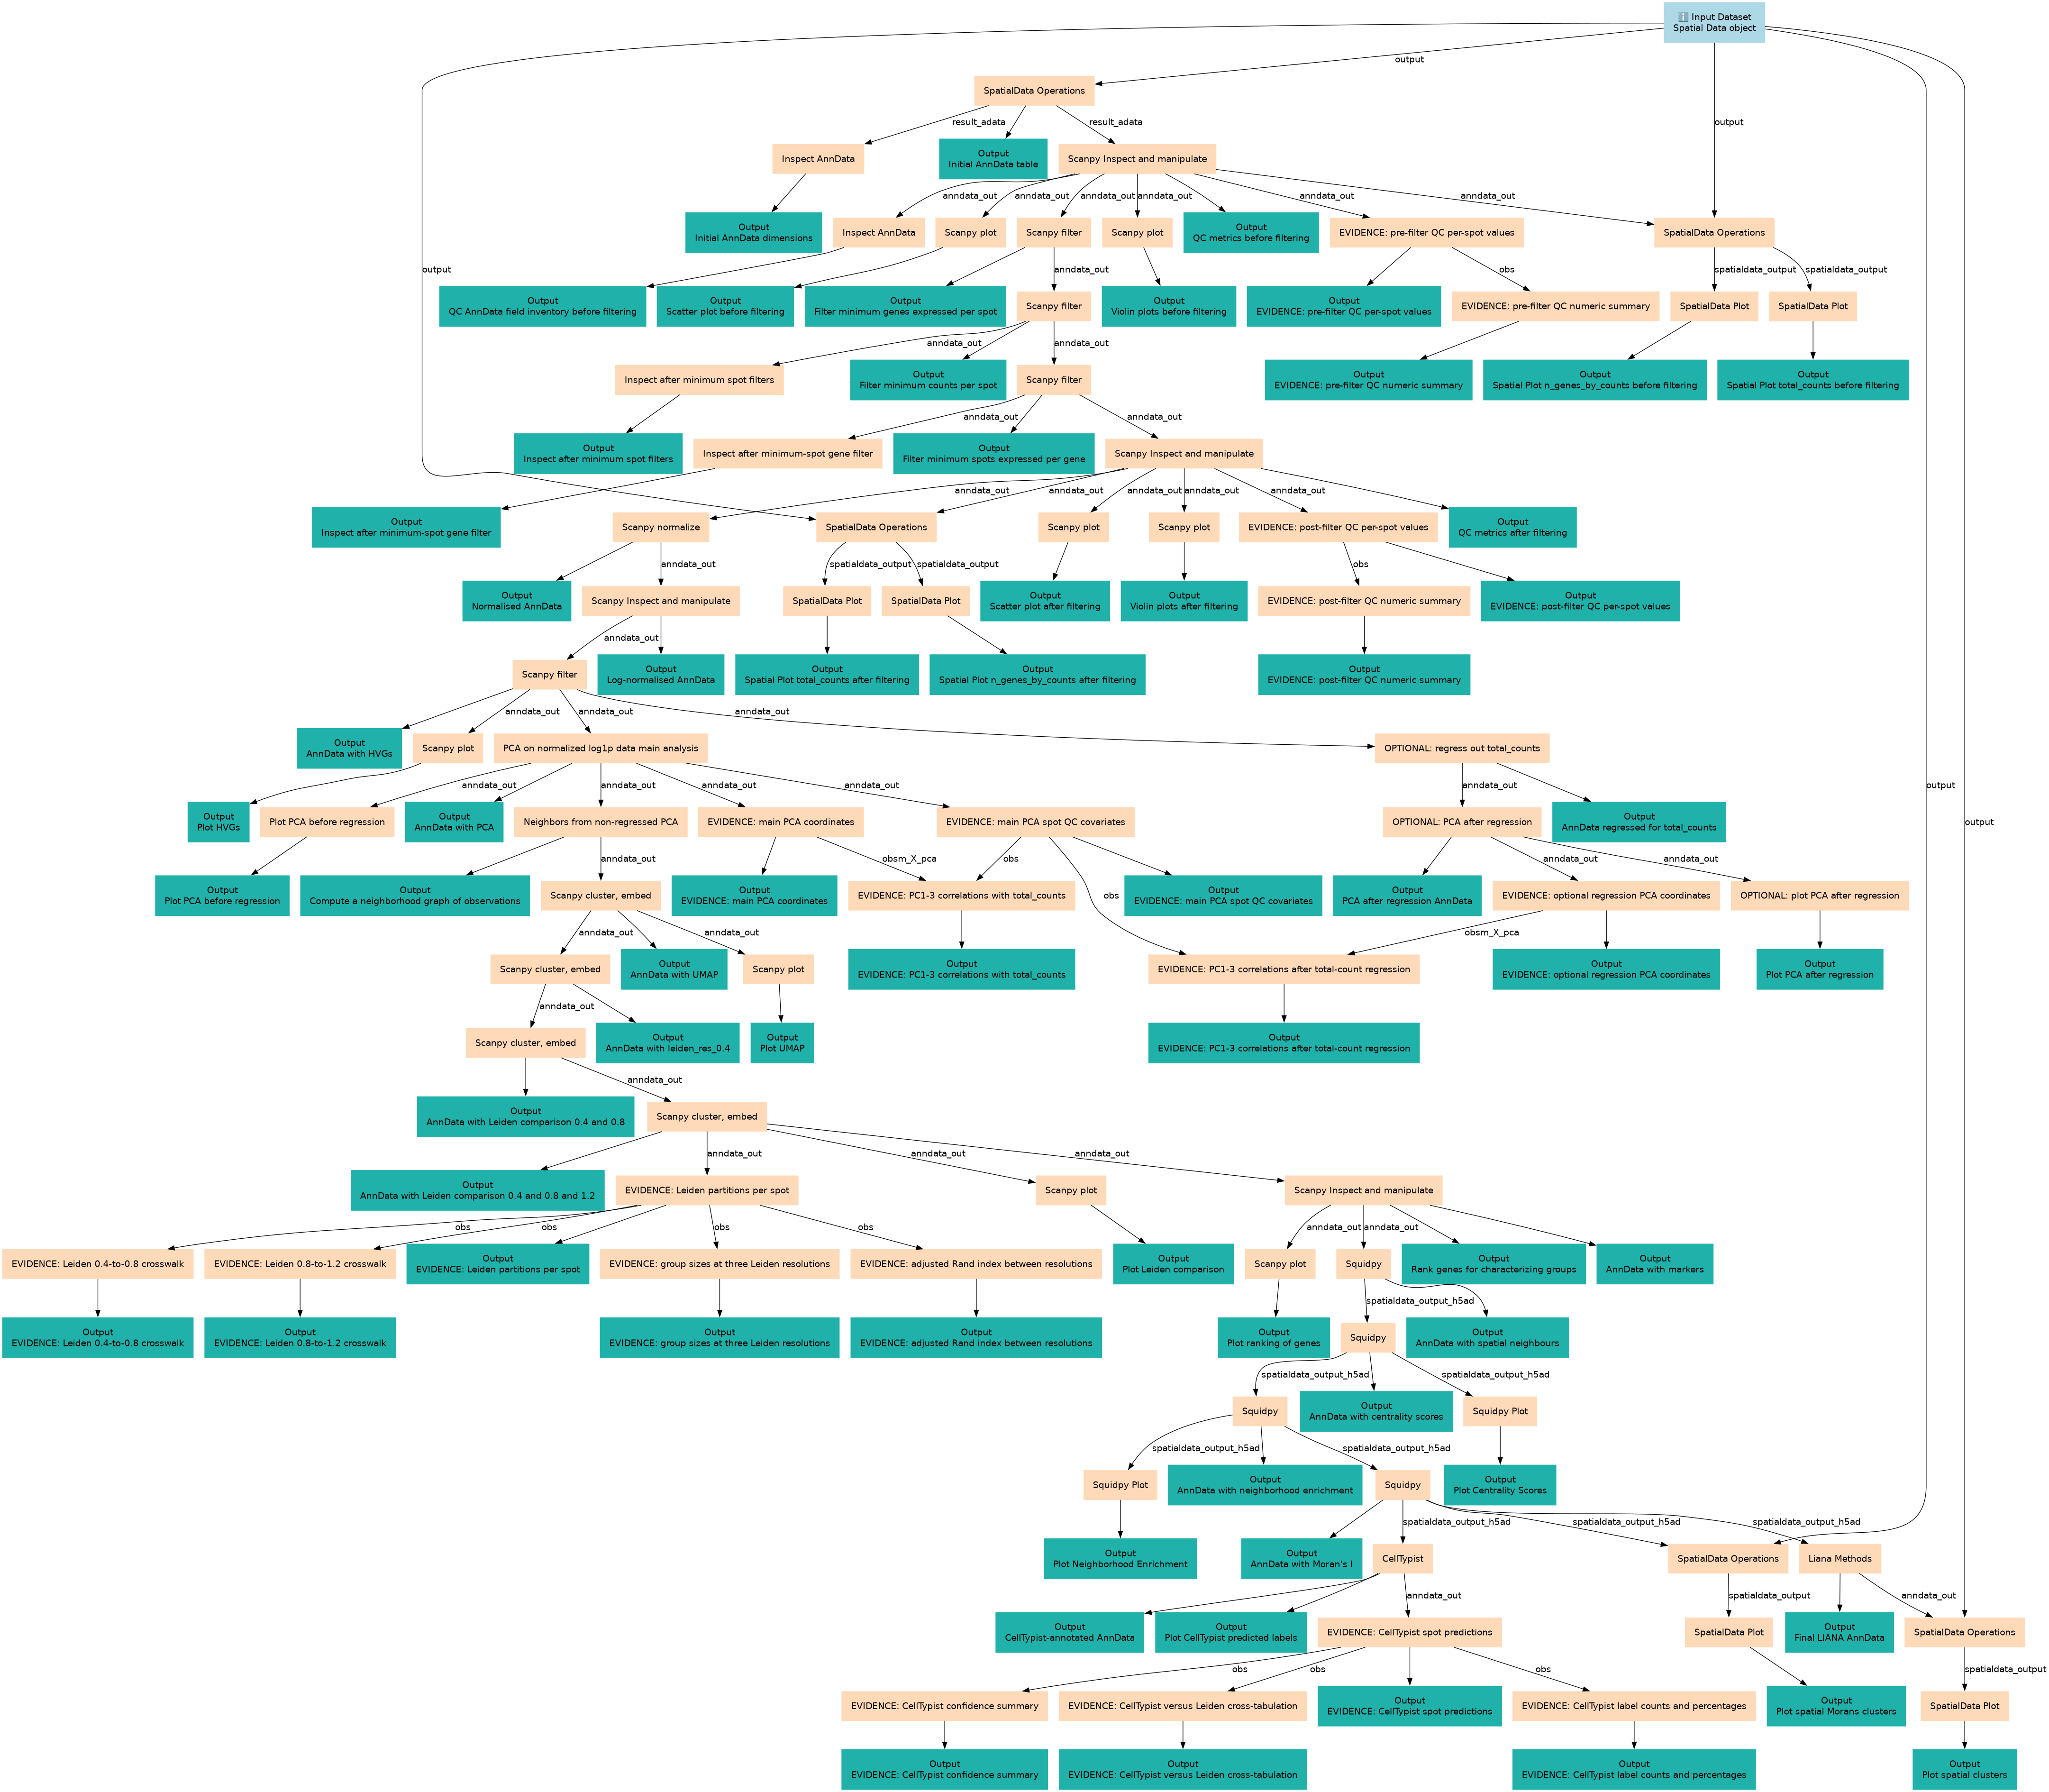 ℹ️ Input Dataset
Spatial Data object
output
SpatialData Operations
result_adata
result_adata
output
Inspect AnnData
Output
Initial AnnData table
Scanpy Inspect and manipulate
anndata_out
anndata_out
anndata_out
anndata_out
anndata_out
anndata_out
Output
Initial AnnData dimensions
Inspect AnnData
Scanpy plot
Scanpy filter
Scanpy plot
Output
QC metrics before filtering
EVIDENCE: pre-filter QC per-spot values
SpatialData Operations
output
anndata_out
obs
spatialdata_output
spatialdata_output
Output
QC AnnData field inventory before filtering
Output
Scatter plot before filtering
Output
Filter minimum genes expressed per spot
Scanpy filter
Output
Violin plots before filtering
Output
EVIDENCE: pre-filter QC per-spot values
EVIDENCE: pre-filter QC numeric summary
SpatialData Plot
SpatialData Plot
anndata_out
anndata_out
Inspect after minimum spot filters
Output
Filter minimum counts per spot
Scanpy filter
Output
EVIDENCE: pre-filter QC numeric summary
Output
Spatial Plot n_genes_by_counts before filtering
Output
Spatial Plot total_counts before filtering
anndata_out
anndata_out
Output
Inspect after minimum spot filters
Inspect after minimum-spot gene filter
Output
Filter minimum spots expressed per gene
Scanpy Inspect and manipulate
anndata_out
anndata_out
anndata_out
anndata_out
anndata_out
Output
Inspect after minimum-spot gene filter
Scanpy normalize
SpatialData Operations
Scanpy plot
Scanpy plot
EVIDENCE: post-filter QC per-spot values
Output
QC metrics after filtering
anndata_out
spatialdata_output
spatialdata_output
obs
Output
Normalised AnnData
Scanpy Inspect and manipulate
SpatialData Plot
SpatialData Plot
Output
Scatter plot after filtering
Output
Violin plots after filtering
EVIDENCE: post-filter QC numeric summary
Output
EVIDENCE: post-filter QC per-spot values
anndata_out
Scanpy filter
Output
Log-normalised AnnData
Output
Spatial Plot total_counts after filtering
Output
Spatial Plot n_genes_by_counts after filtering
Output
EVIDENCE: post-filter QC numeric summary
anndata_out
anndata_out
anndata_out
Output
AnnData with HVGs
Scanpy plot
PCA on normalized log1p data main analysis
OPTIONAL: regress out total_counts
output
anndata_out
anndata_out
anndata_out
anndata_out
anndata_out
Output
Plot HVGs
Plot PCA before regression
Output
AnnData with PCA
Neighbors from non-regressed PCA
EVIDENCE: main PCA coordinates
EVIDENCE: main PCA spot QC covariates
OPTIONAL: PCA after regression
Output
AnnData regressed for total_counts
output
anndata_out
obsm_X_pca
obs
anndata_out
anndata_out
Output
Plot PCA before regression
Output
Compute a neighborhood graph of observations
Scanpy cluster, embed
Output
EVIDENCE: main PCA coordinates
EVIDENCE: PC1-3 correlations with total_counts
obs
Output
EVIDENCE: main PCA spot QC covariates
Output
PCA after regression AnnData
EVIDENCE: optional regression PCA coordinates
OPTIONAL: plot PCA after regression
anndata_out
anndata_out
obsm_X_pca
Scanpy cluster, embed
Output
AnnData with UMAP
Scanpy plot
Output
EVIDENCE: PC1-3 correlations with total_counts
EVIDENCE: PC1-3 correlations after total-count regression
Output
EVIDENCE: optional regression PCA coordinates
Output
Plot PCA after regression
anndata_out
Scanpy cluster, embed
Output
AnnData with leiden_res_0.4
Output
Plot UMAP
Output
EVIDENCE: PC1-3 correlations after total-count regression
anndata_out
Output
AnnData with Leiden comparison 0.4 and 0.8
Scanpy cluster, embed
anndata_out
anndata_out
anndata_out
Output
AnnData with Leiden comparison 0.4 and 0.8 and 1.2
EVIDENCE: Leiden partitions per spot
Scanpy plot
Scanpy Inspect and manipulate
obs
obs
obs
obs
anndata_out
anndata_out
EVIDENCE: Leiden 0.4-to-0.8 crosswalk
EVIDENCE: Leiden 0.8-to-1.2 crosswalk
Output
EVIDENCE: Leiden partitions per spot
EVIDENCE: group sizes at three Leiden resolutions
EVIDENCE: adjusted Rand index between resolutions
Output
Plot Leiden comparison
Scanpy plot
Squidpy
Output
Rank genes for characterizing groups
Output
AnnData with markers
spatialdata_output_h5ad
Output
EVIDENCE: Leiden 0.4-to-0.8 crosswalk
Output
EVIDENCE: Leiden 0.8-to-1.2 crosswalk
Output
EVIDENCE: group sizes at three Leiden resolutions
Output
EVIDENCE: adjusted Rand index between resolutions
Output
Plot ranking of genes
Squidpy
Output
AnnData with spatial neighbours
spatialdata_output_h5ad
spatialdata_output_h5ad
Squidpy
Output
AnnData with centrality scores
Squidpy Plot
spatialdata_output_h5ad
spatialdata_output_h5ad
Squidpy Plot
Output
AnnData with neighborhood enrichment
Squidpy
Output
Plot Centrality Scores
spatialdata_output_h5ad
spatialdata_output_h5ad
spatialdata_output_h5ad
Output
Plot Neighborhood Enrichment
Output
AnnData with Moran's I
CellTypist
SpatialData Operations
Liana Methods
anndata_out
spatialdata_output
anndata_out
Output
CellTypist-annotated AnnData
Output
Plot CellTypist predicted labels
EVIDENCE: CellTypist spot predictions
SpatialData Plot
Output
Final LIANA AnnData
SpatialData Operations
obs
obs
obs
spatialdata_output
EVIDENCE: CellTypist confidence summary
EVIDENCE: CellTypist versus Leiden cross-tabulation
Output
EVIDENCE: CellTypist spot predictions
EVIDENCE: CellTypist label counts and percentages
Output
Plot spatial Morans clusters
SpatialData Plot
Output
EVIDENCE: CellTypist confidence summary
Output
EVIDENCE: CellTypist versus Leiden cross-tabulation
Output
EVIDENCE: CellTypist label counts and percentages
Output
Plot spatial clusters